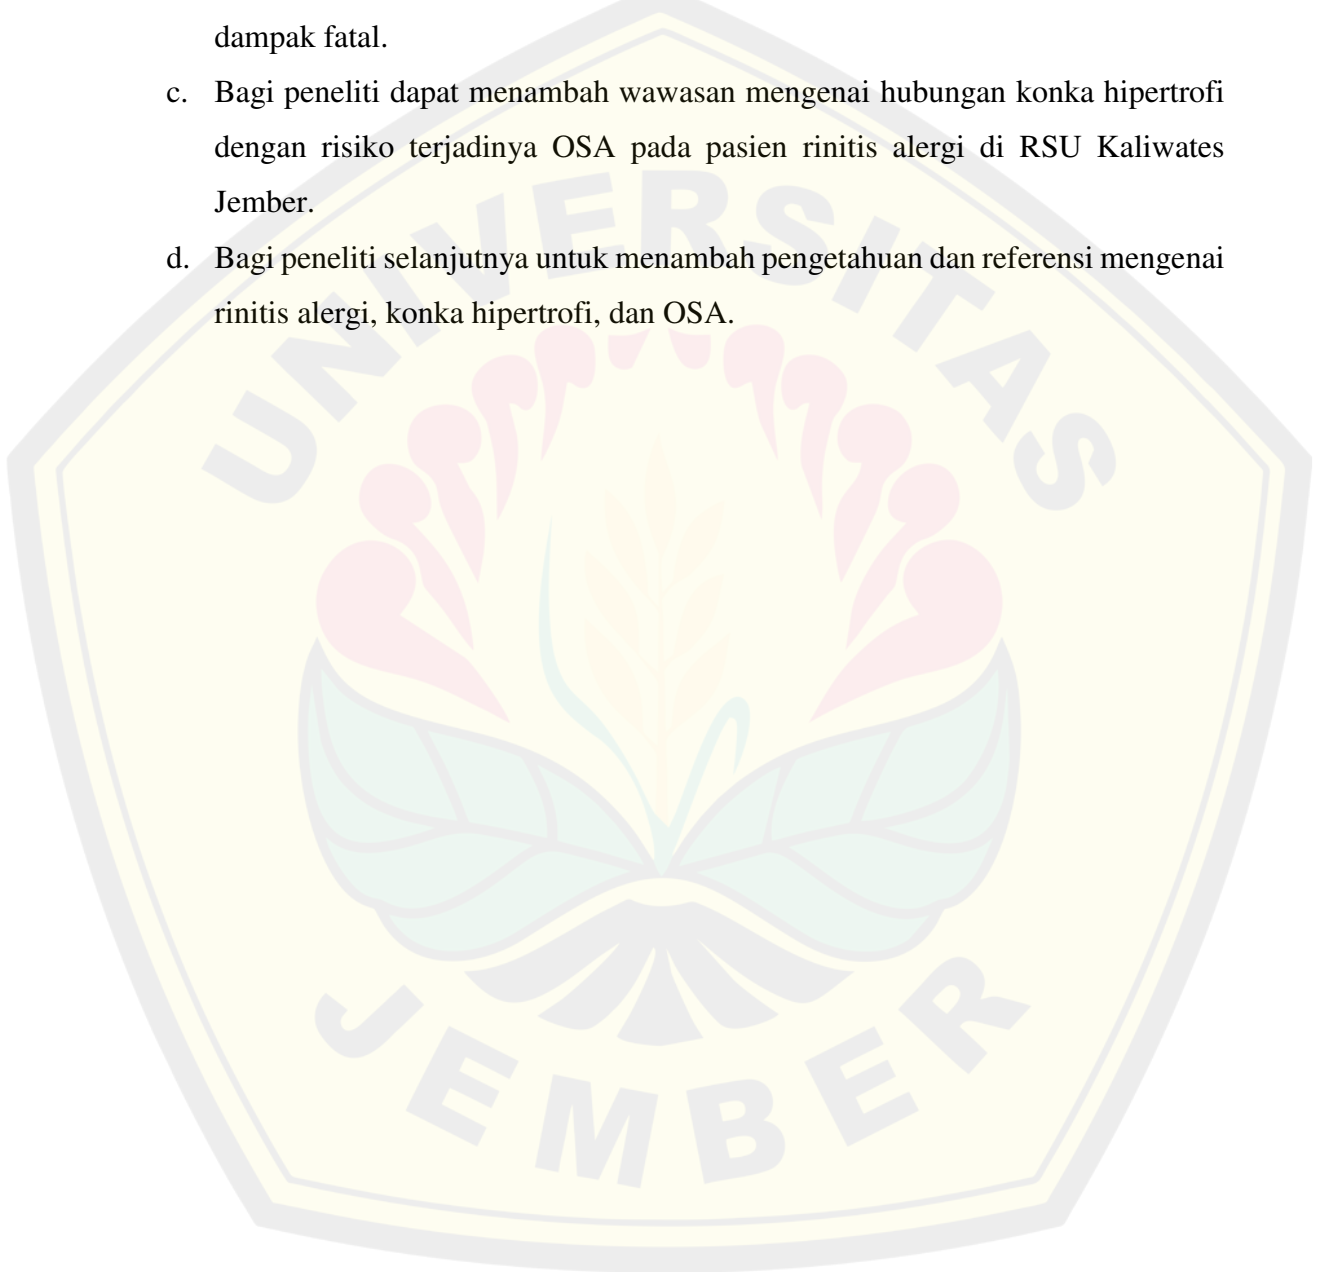 dampak fatal.
c. Bagi peneliti dapat menambah wawasan mengenai hubungan konka hipertrofi
dengan risiko terjadinya OSA pada pasien rinitis alergi di RSU Kaliwates
Jember.
d. Bagi peneliti selanjutnya untuk menambah pengetahuan dan referensi mengenai
rinitis alergi, konka hipertrofi, dan OSA.
UNIVERSITAS
JEMBER